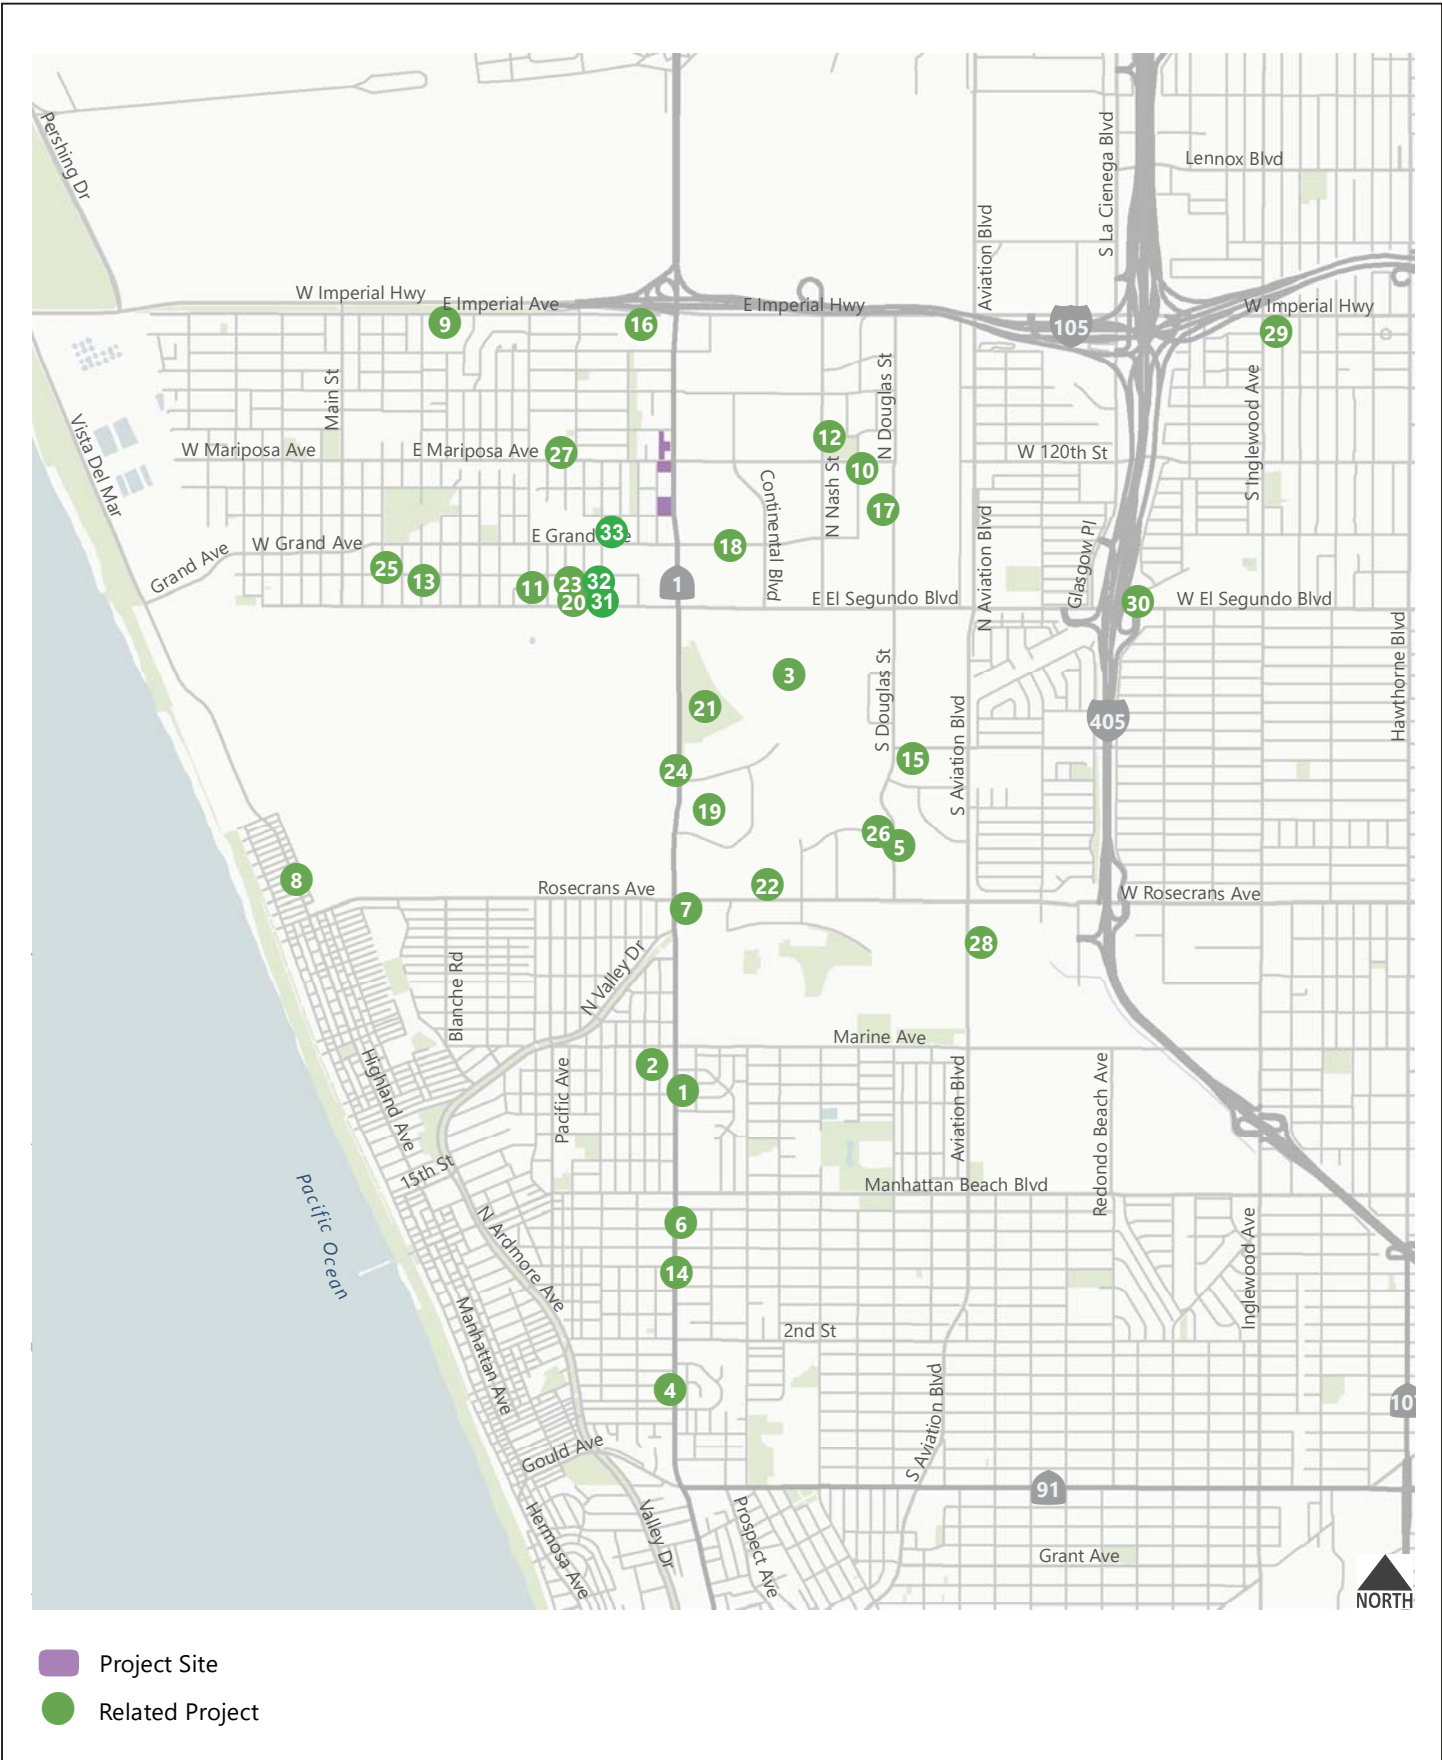 Pershing Dr
S La Cienega Blvd
Lennox Blvd
Aviation Blvd
W Imperial Hwy
E Imperial Ave
E Imperial Hwy
W Imperial Hwy
9
16
105
29
Main St
N Douglas St
S Inglewood Ave
Vista Del Mar
W Mariposa Ave
E Mariposa Ave
27
12
10
W 120th St
N Nash St
Continental Blvd
17
N Aviation Blvd
Glasgow Pl
E Grand
33
W Grand Ave
Grand Ave
18
25
13
11
23
32
20
31
1
E El Segundo Blvd
30
W El Segundo Blvd
Hawthorne Blvd
3
S Douglas St
21
405
S Aviation Blvd
24
15
19
26
5
8
22
Rosecrans Ave
W Rosecrans Ave
7
28
N Valley Dr
Blanche Rd
Marine Ave
Highland Ave
Pacific Ave
2
1
Aviation Blvd
Redondo Beach Ave
15th St
Pacific Ocean
Manhattan Beach Blvd
N Ardmore Ave
6
Inglewood Ave
14
Manhattan Ave
2nd St
4
S Aviation Blvd
10
Gould Ave
91
Hermosa Ave
Valley Dr
Prospect Ave
Grant Ave
NORTH
Project Site
Related Project